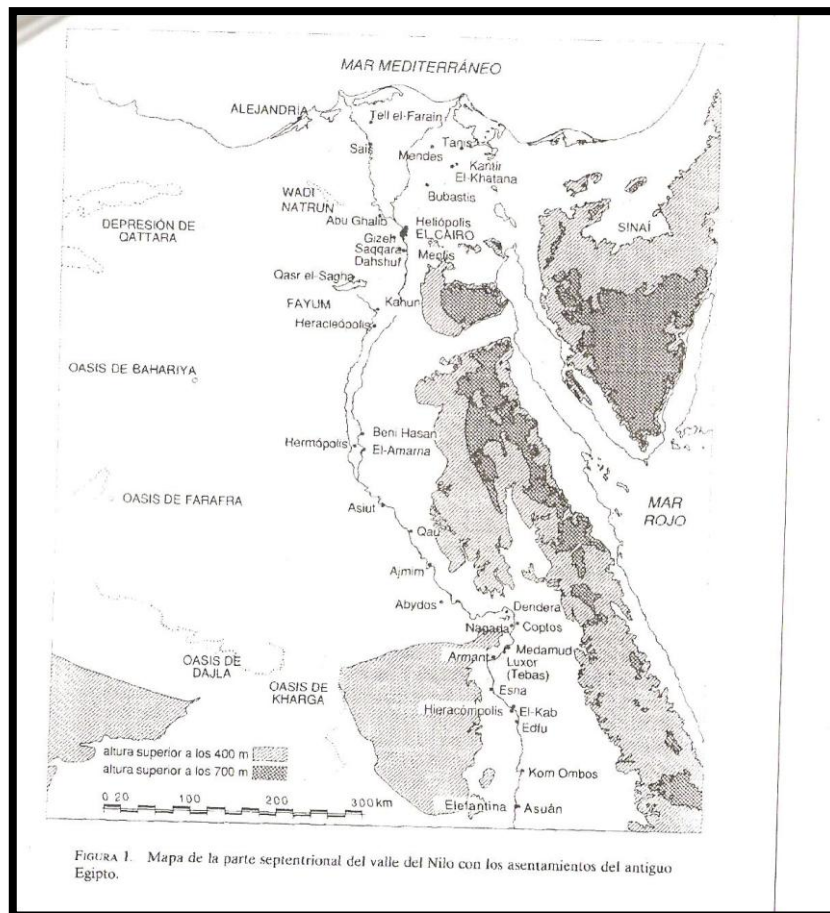 MAR MEDITERRÁNEO
ALEJANDRIA
Tell el-Farain
Sais
Tanis
Mendes
Kantir
El-Khatana
Bubastis
WADI
NATRUN
DEPRESIÓN DE
QATTARA
SINAÍ
Abu Ghalib
Heliópolis
EL CAIRO
Gizeh
Saqqara
Menfis
Dahshuf
Qasr el-Sagha
FAYUM
Kahun
Heracleópolis
OASIS DE BAHARIYA
Beni Hasan
Hermópolis
El-Amarna
OASIS DE FARAFRA
Asiut
MAR
ROJO
Qau
Ajmim
Abydos
Dendera
Nagada
Coptos
Armant
Medamud
Luxor
(Tebas)
OASIS DE
DAJLA
OASIS DE
KHARGA
Esna
Hieracómpolis
El-Kab
Edfu
altura superior a los 400 m
altura superior a los 700 m
Kom Ombos
0 20 100 200 300 km
Elefantina
Asuán
FIGURA 1. Mapa de la parte septentrional del valle del Nilo con los asentamientos del antiguo
Egipto.